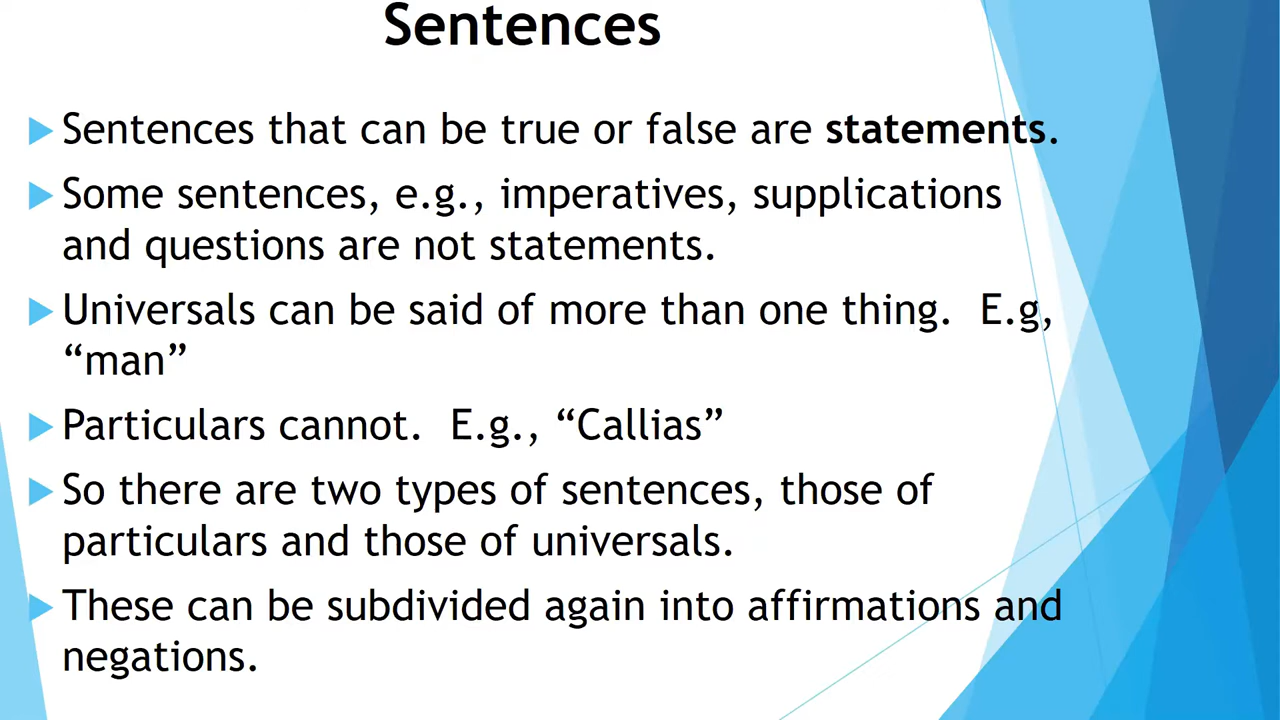 Sentences
Sentences that can be true or false are statements.
Some sentences, e.g., imperatives, supplications
and questions are not statements.
Universals can be said of more than one thing.  E.g,
“man”
Particulars cannot.  E.g., “Callias”
So there are two types of sentences, those of
particulars and those of universals.
These can be subdivided again into affirmations and
negations.